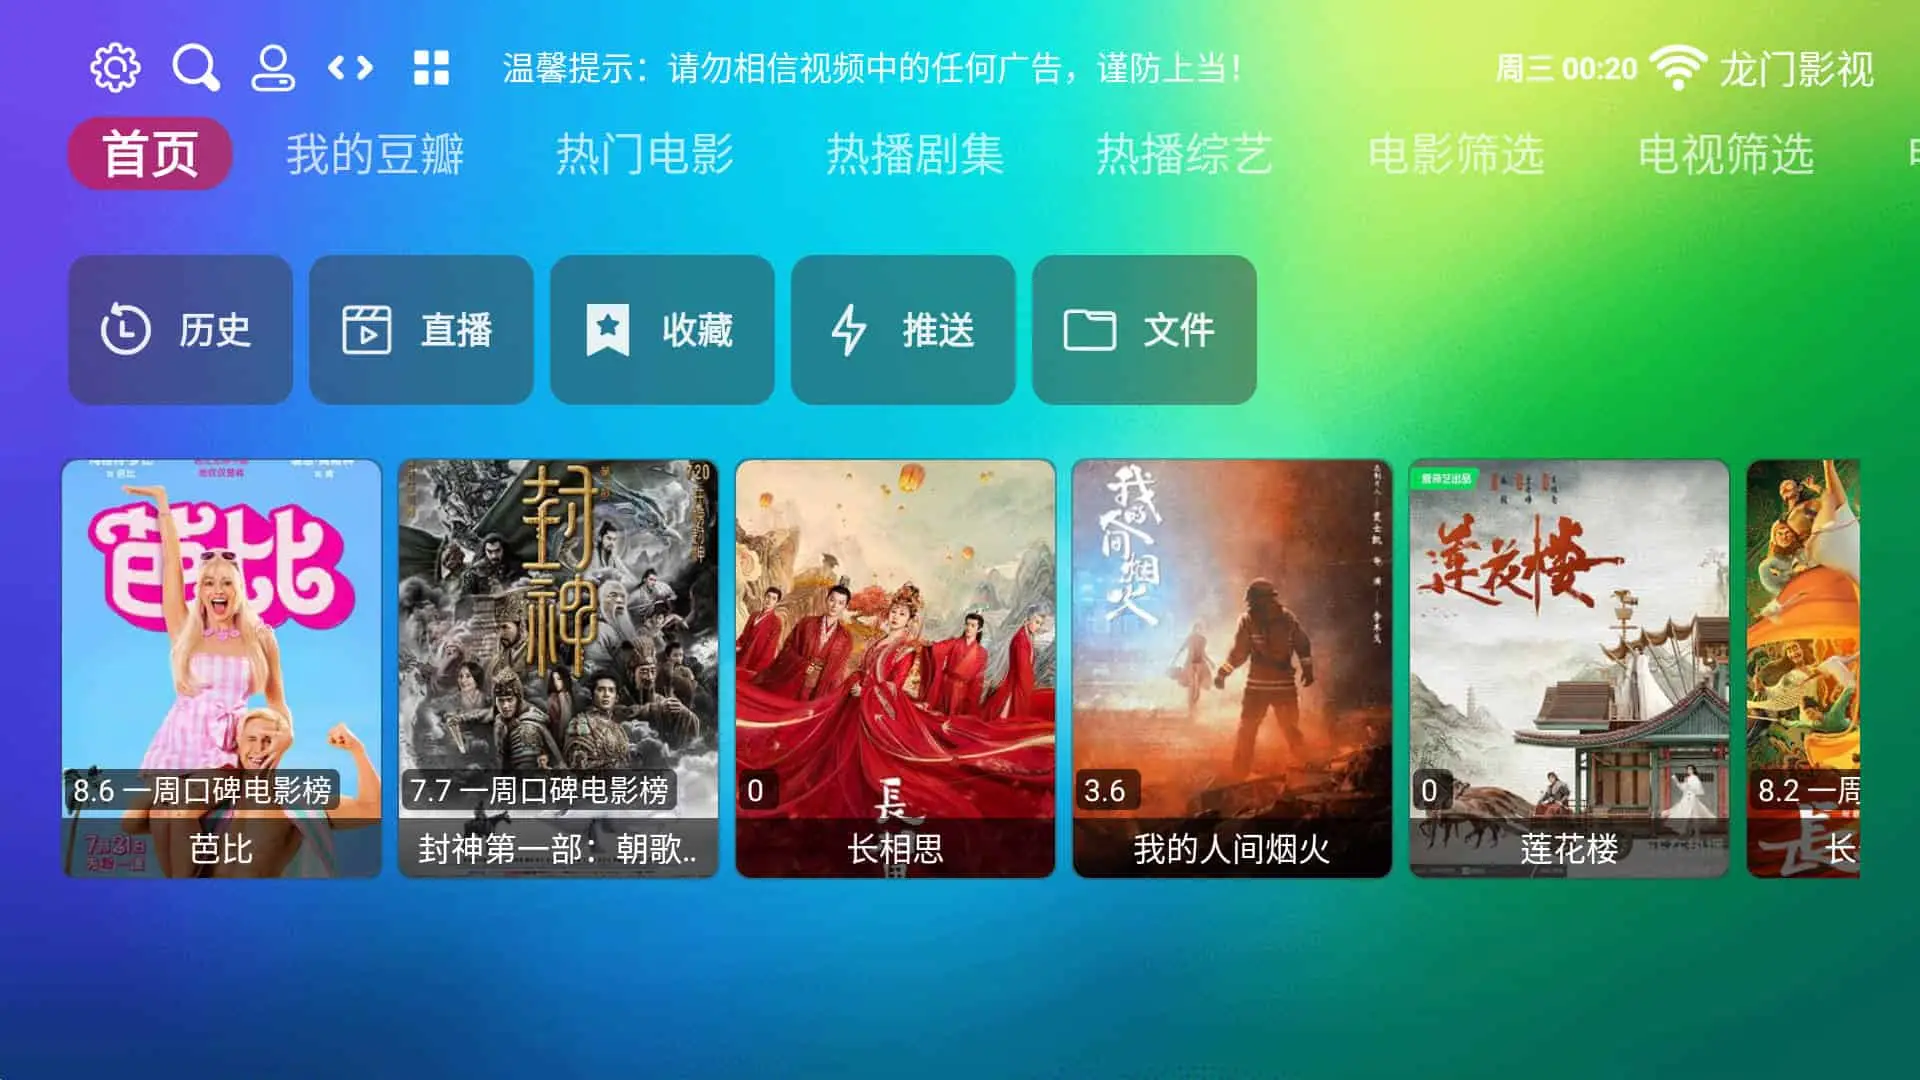 温馨提示：请勿相信视频中的任何广告，谨防上当！
周三 00:20
龙门影视
首页
我的豆瓣
热门电影
热播剧集
热播综艺
电影筛选
电视筛选
历史
直播
收藏
推送
文件
芭比
8.6 一周口碑电影榜
芭比
封神
7.7 一周口碑电影榜
封神第一部：朝歌..
0
长相思
我的人间烟火
3.6
我的人间烟火
莲花楼
0
莲花楼
8.2 一周
长